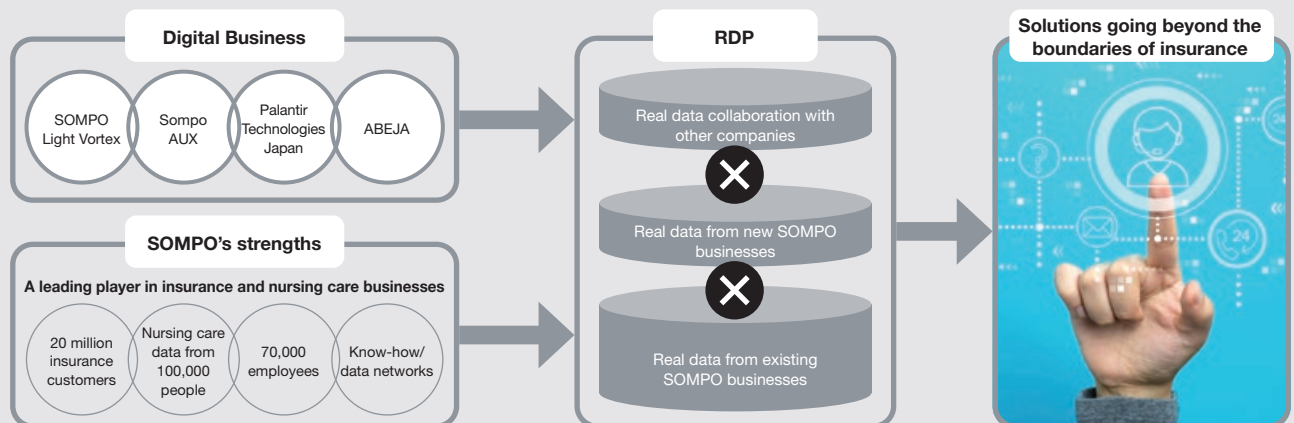 Digital Business
SOMPO
Light Vortex
Sompo
AUX
Palantir
Technologies
Japan
ABEJA
SOMPO's strengths
A leading player in insurance and nursing care businesses
20 million
insurance
customers
Nursing care
data from
100,000
people
70,000
employees
Know-how/
data networks
RDP
Real data collaboration with
other companies
Real data from new SOMPO
businesses
Real data from existing
SOMPO businesses
Solutions going beyond the
boundaries of insurance
?
24
24